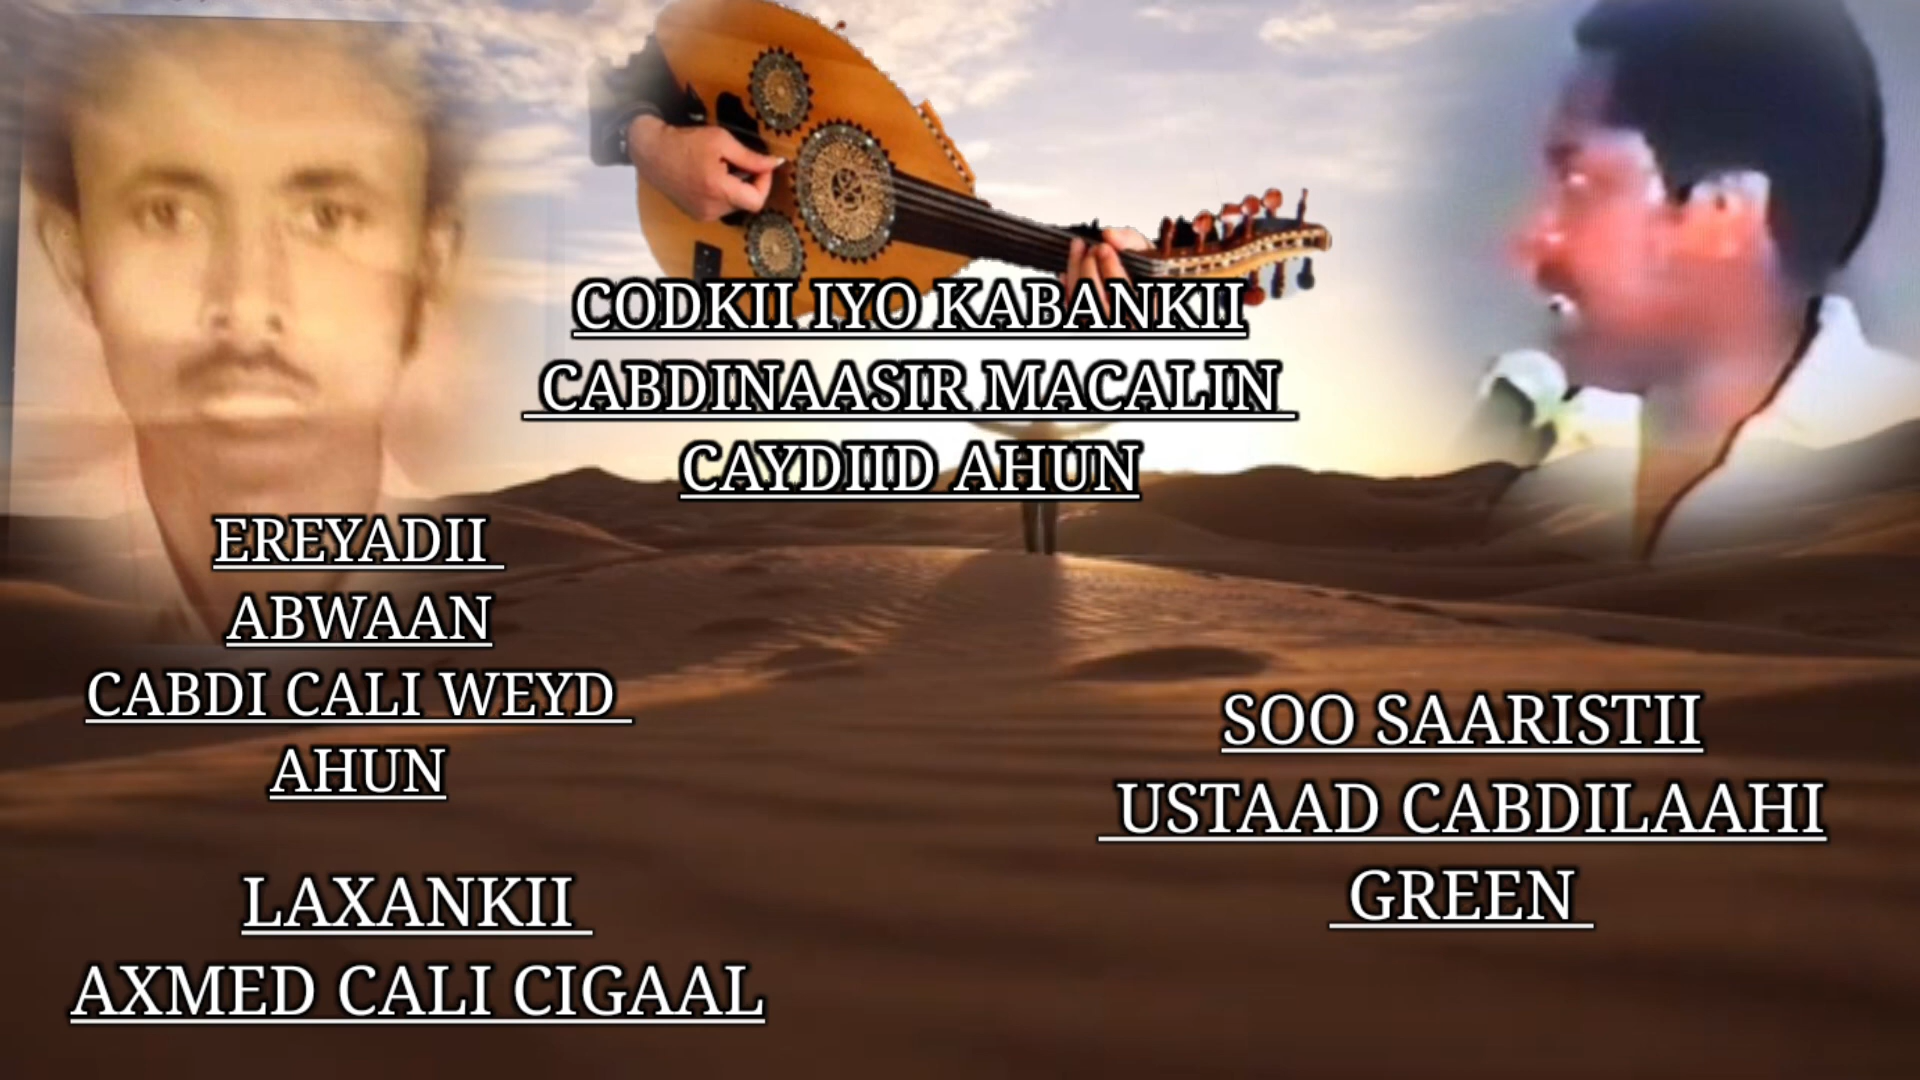 CODKII IYO KABANKII
CABDINAASIR MACALIN
CAYDIID AHUN
EREYADII
ABWAAN
CABDI CALI WEYD
AHUN
LAXANKII
AXMED CALI CIGAAL
SOO SAARISTII
USTAAD CABDILAAHI
GREEN